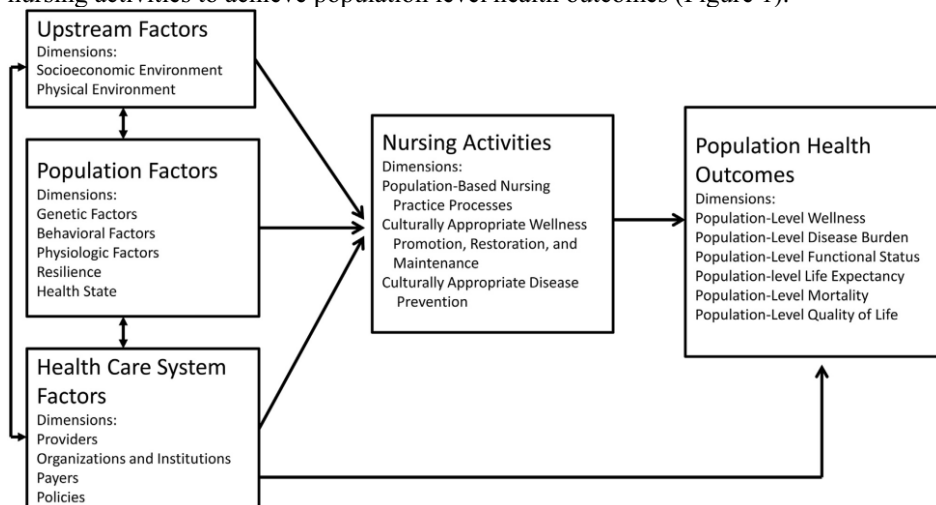 nursing activities to achieve population level health outcomes (Figure 1).
Upstream Factors
Dimensions:
Socioeconomic Environment
Physical Environment
Population Factors
Dimensions:
Genetic Factors
Behavioral Factors
Physiologic Factors
Resilience
Health State
Health Care System
Factors
Dimensions:
Providers
Organizations and Institutions
Payers
Policies
Nursing Activities
Dimensions:
Population-Based Nursing
Practice Processes
Culturally Appropriate Wellness
Promotion, Restoration, and
Maintenance
Culturally Appropriate Disease
Prevention
Population Health
Outcomes
Dimensions:
Population-Level Wellness
Population-Level Disease Burden
Population-Level Functional Status
Population-level Life Expectancy
Population-Level Mortality
Population-Level Quality of Life